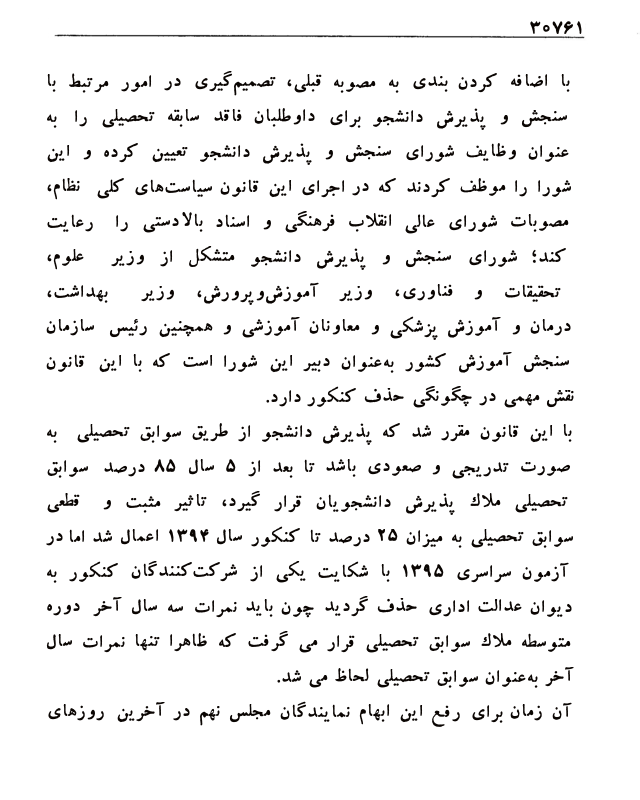 ۳۰۷۶۱
با اضافه کردن بندی به مصوبه قبلی، تصمیم‌گیری در امور مرتبط با
سنجش و پذیرش دانشجو برای داوطلبان فاقد سابقه تحصیلی را به
عنوان وظایف شورای سنجش و پذیرش دانشجو تعیین کرده و این
شورا را موظف کردند که در اجرای این قانون سیاست‌های کلی نظام،
مصوبات شورای عالی انقلاب فرهنگی و اسناد بالادستی را رعایت
کند؛ شورای سنجش و پذیرش دانشجو متشکل از وزیر علوم،
تحقیقات و فناوری، وزیر آموزش‌وپرورش، وزیر بهداشت،
درمان و آموزش پزشکی و معاونان آموزشی و همچنین رئیس سازمان
سنجش آموزش کشور به‌عنوان دبیر این شورا است که با این قانون
نقش مهمی در چگونگی حذف کنکور دارد.
با این قانون مقرر شد که پذیرش دانشجو از طریق سوابق تحصیلی به
صورت تدریجی و صعودی باشد تا بعد از ۵ سال ۸۵ درصد سوابق
تحصیلی ملاک پذیرش دانشجویان قرار گیرد، تاثیر مثبت و قطعی
سوابق تحصیلی به میزان ۲۵ درصد تا کنکور سال ۱۳۹۴ اعمال شد اما در
آزمون سراسری ۱۳۹۵ با شکایت یکی از شرکت‌کنندگان کنکور به
دیوان عدالت اداری حذف گردید چون باید نمرات سه سال آخر دوره
متوسطه ملاک سوابق تحصیلی قرار می گرفت که ظاهرا تنها نمرات سال
آخر به‌عنوان سوابق تحصیلی لحاظ می شد.
آن زمان برای رفع این ابهام نمایندگان مجلس نهم در آخرین روزهای